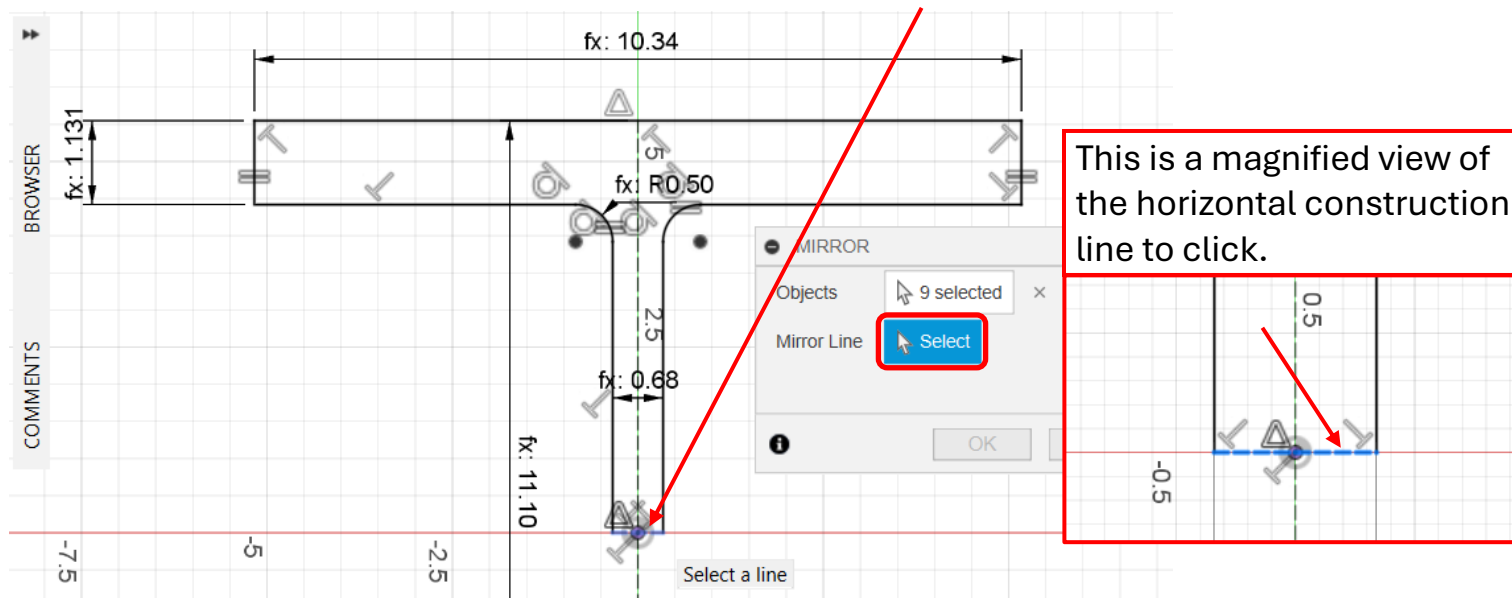 fx: 10.34
fx: 1.131
BROWSER
5
fx: R0.50
This is a magnified view of
the horizontal construction
line to click.
MIRROR
Objects
9 selected
×
Mirror Line
Select
2.5
fx: 0.68
COMMENTS
fx: 11.10
OK
0.5
-0.5
-7.5
-5
-2.5
Select a line